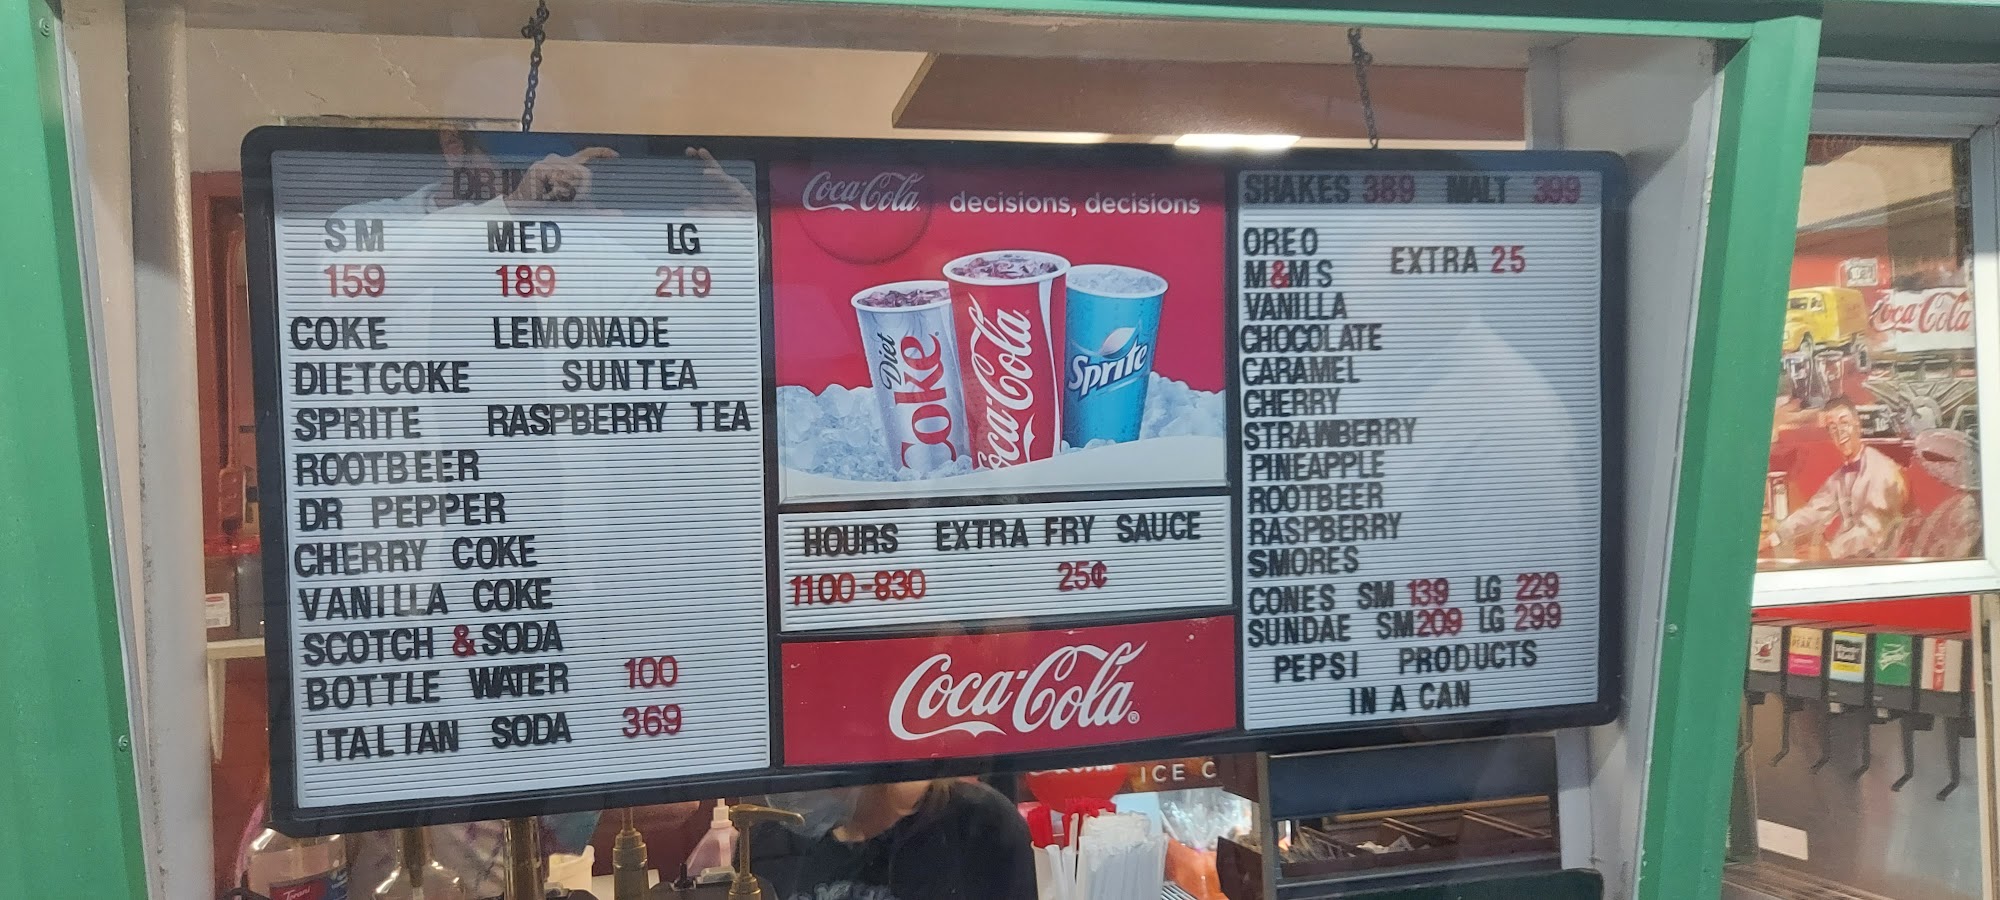 DRINKS
SM MED LG
159 189 219
COKE LEMONADE
DIETCOKE SUNTEA
SPRITE RASPBERRY TEA
ROOTBEER
DR PEPPER
CHERRY COKE
VANILLA COKE
SCOTCH & SODA
BOTTLE WATER 100
ITALIAN SODA 369
Coca-Cola decisions, decisions
Diet Coke
Coca-Cola
Sprite
HOURS EXTRA FRY SAUCE
1100-830 25¢
Coca-Cola
SHAKES 389 MALT 399
OREO
EXTRA 25
M&MS
VANILLA
CHOCOLATE
CARAMEL
CHERRY
STRAWBERRY
PINEAPPLE
ROOTBEER
RASPBERRY
SMORES
CONES SM 139 LG 229
SUNDAE SM 209 LG 299
PEPSI PRODUCTS
IN A CAN
Coca-Cola
ICE C
Torani